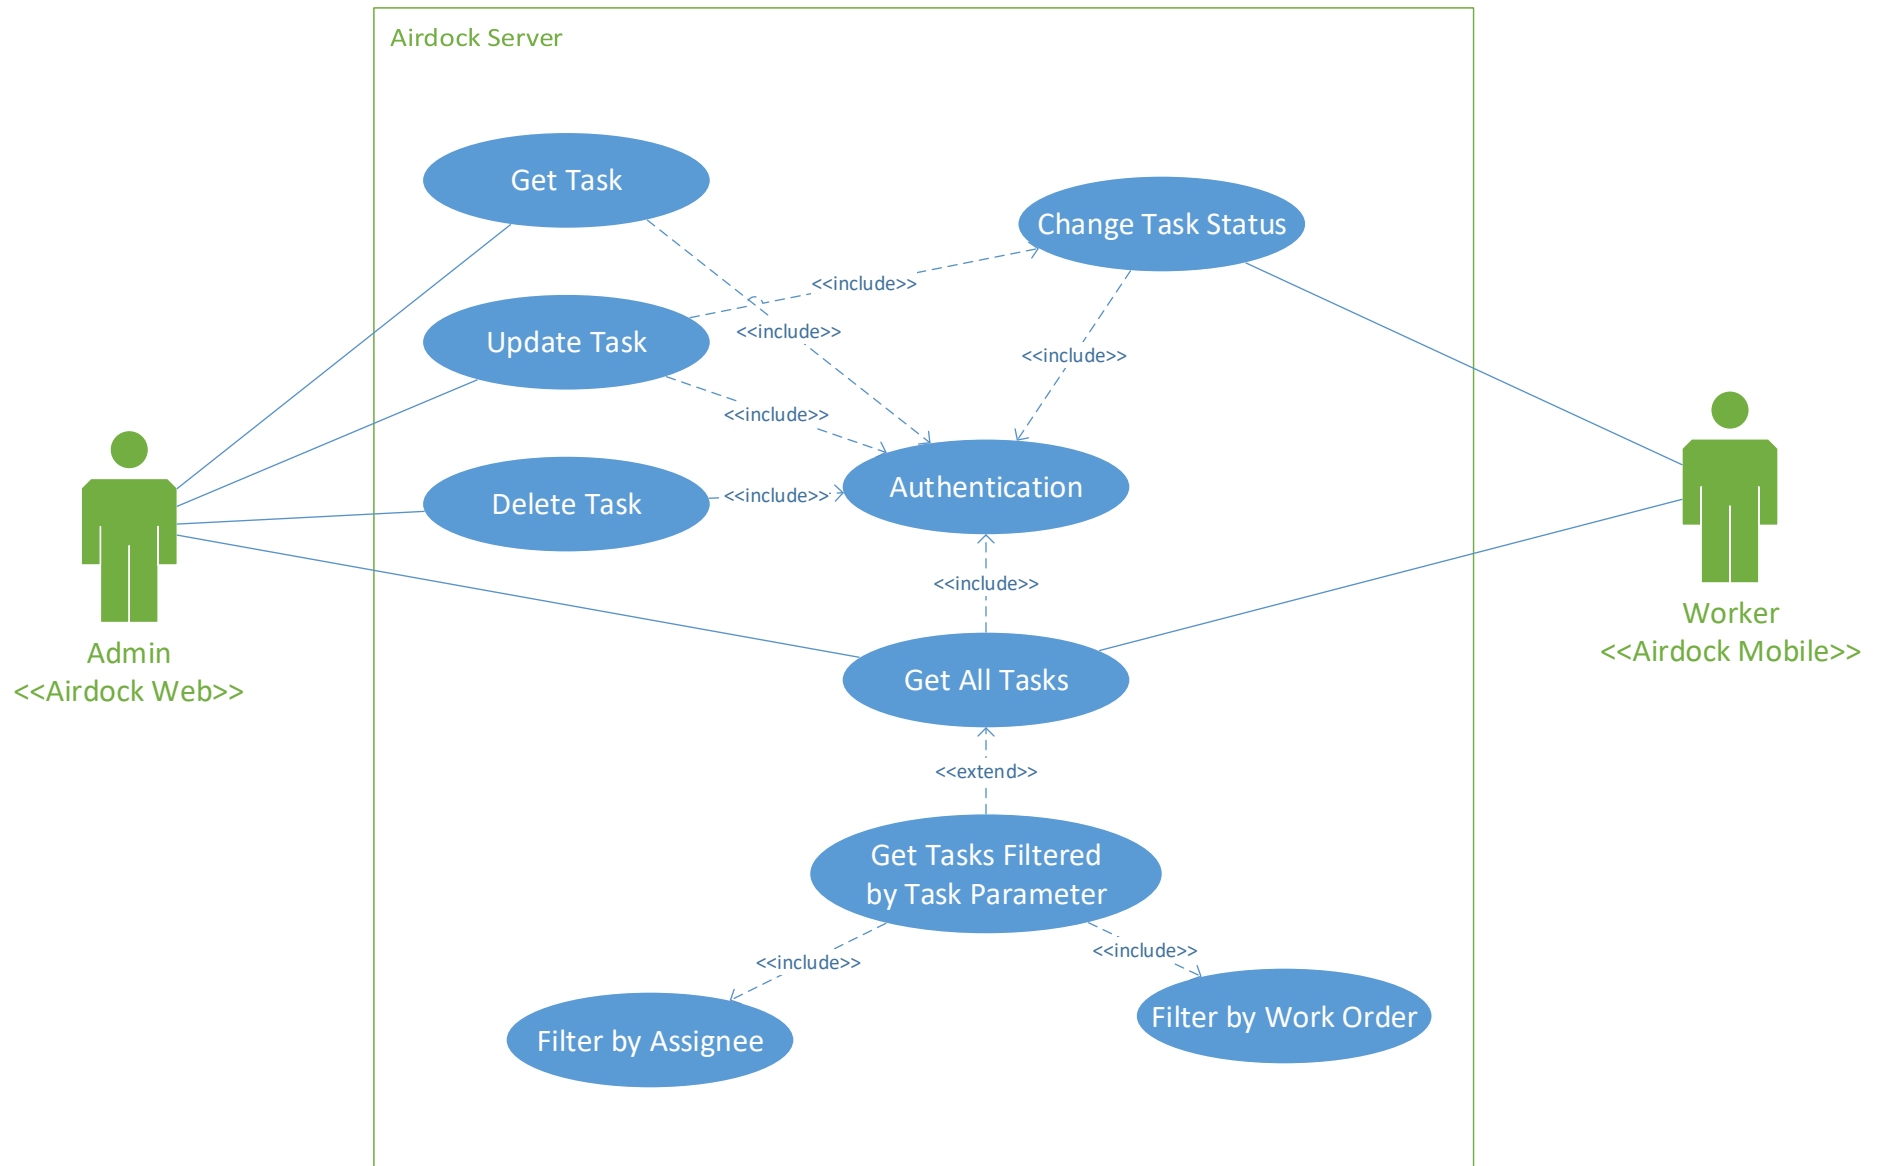 Airdock Server
Get Task
Change Task Status
<<include>>
<<include>>
Update Task
<<include>>
<<include>>
Delete Task
<<include>>
Authentication
<<include>>
Admin
<<Airdock Web>>
Worker
<<Airdock Mobile>>
Get All Tasks
<<extend>>
Get Tasks Filtered
by Task Parameter
<<include>>
<<include>>
Filter by Assignee
Filter by Work Order